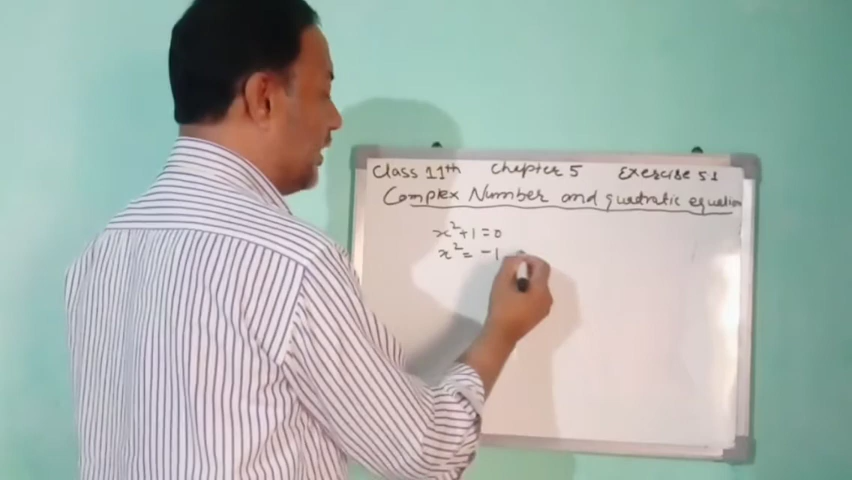 Class 11th Chapter 5 Exercise 5.1
Complex Number and quadratic equation
x²+1=0
x²= -1